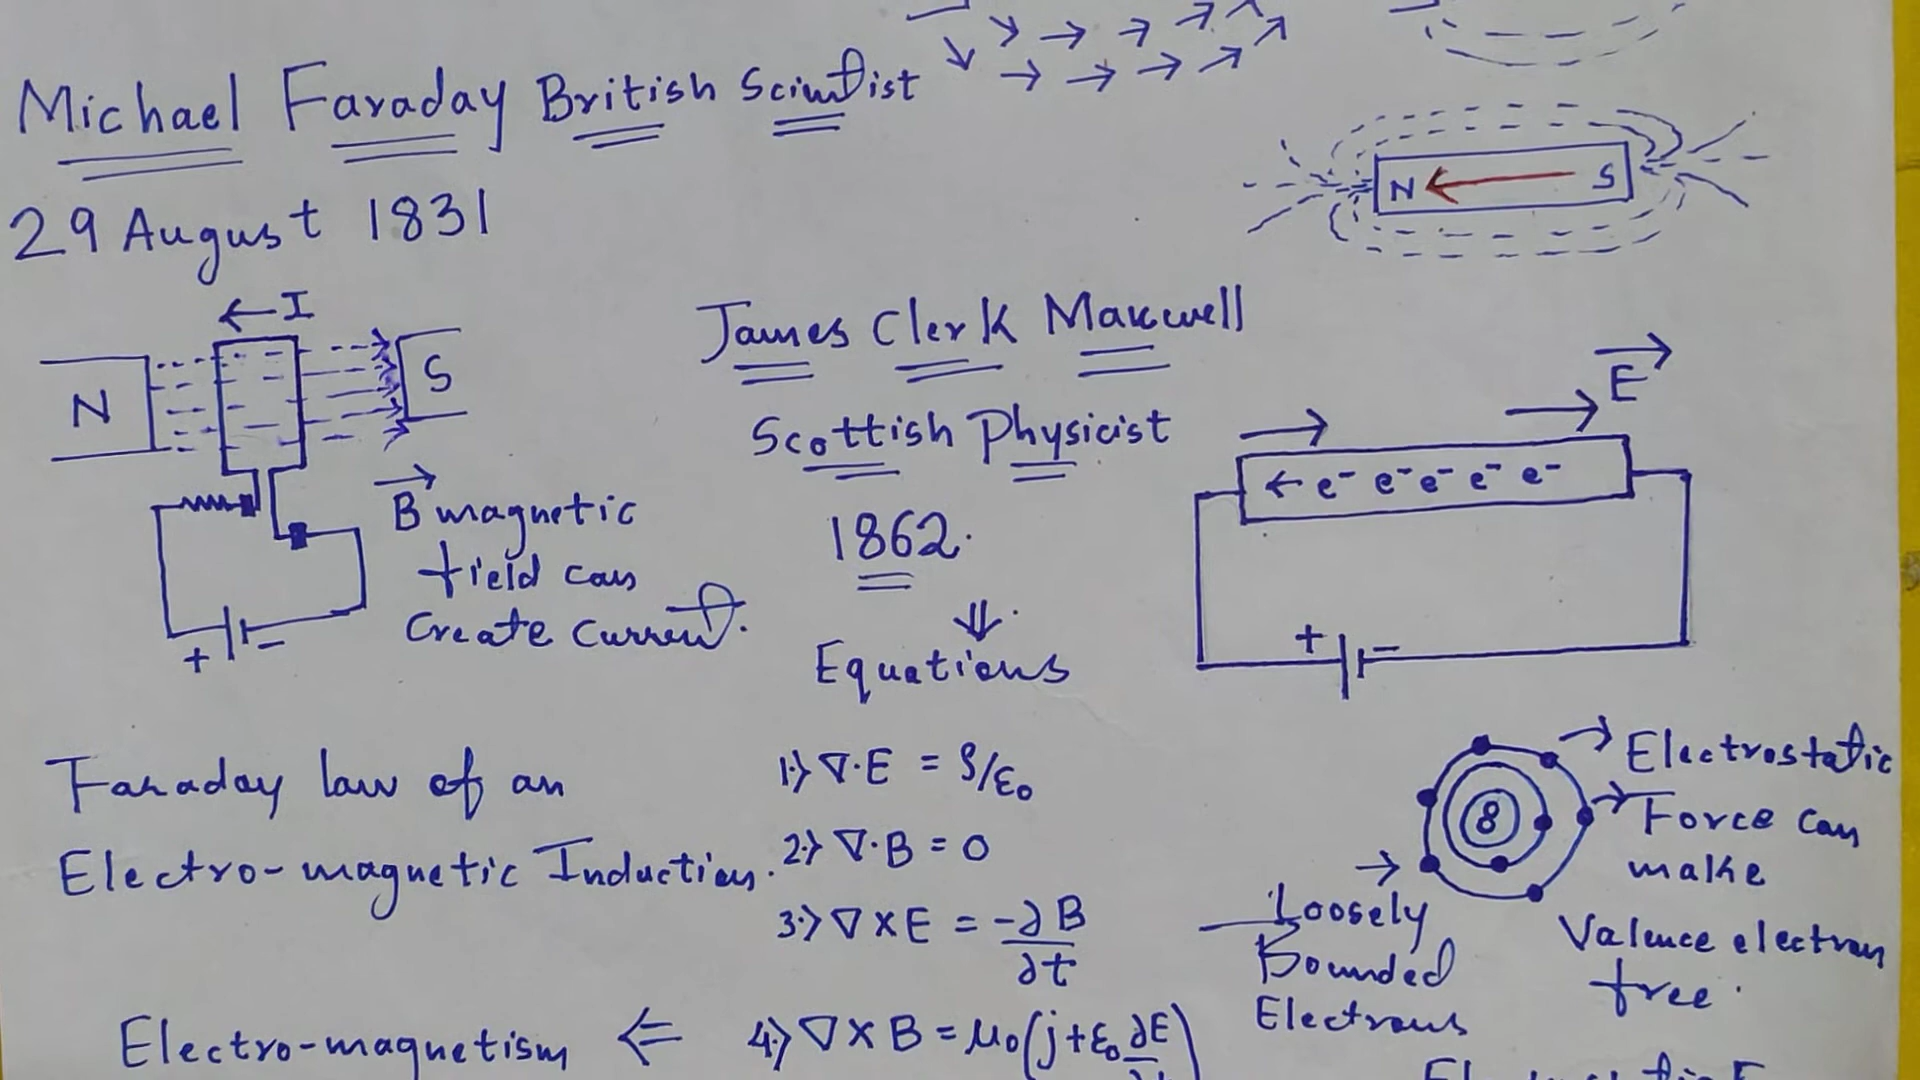 Michael Faraday British Scientist
29 August 1831
N S
← I
N S
B magnetic
field can
Create Current.
+ -
James Clerk Maxwell
Scottish Physicist
1862.
⇓
Equations
1.) ∇·E = ρ/ε₀
2.) ∇·B = 0
3.) ∇×E = -∂B/∂t
4.) ∇×B = μ₀(j+ε₀ ∂E
Faraday law of an
Electro-magnetic Induction.
Electro-magnetism ⇐
E
← e⁻ e⁻ e⁻ e⁻ e⁻
+ -
8
→ Electrostatic
→ Force can
make
Valence electron
free.
→ Loosely
Bounded
Electrons